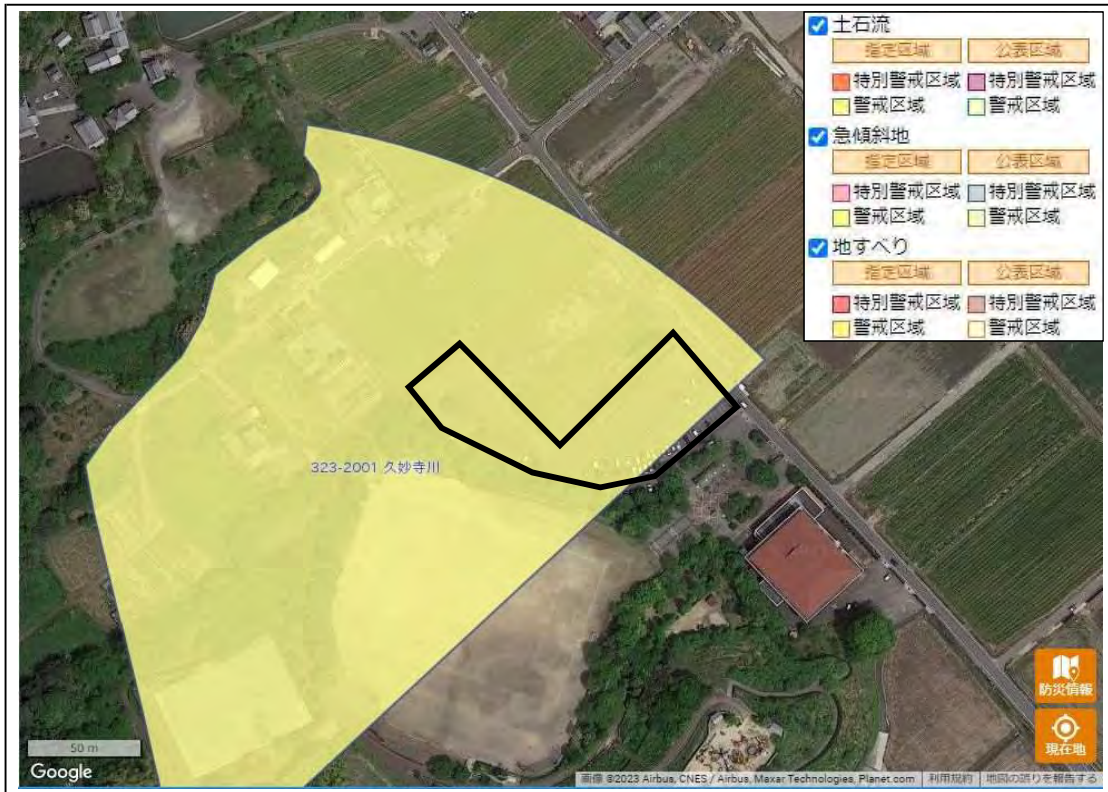 土石流
指定区域 公表区域
特別警戒区域 特別警戒区域
警戒区域 警戒区域
急傾斜地
指定区域 公表区域
特別警戒区域 特別警戒区域
警戒区域 警戒区域
地すべり
指定区域 公表区域
特別警戒区域 特別警戒区域
警戒区域 警戒区域
323-2001 久妙寺川
防災情報
現在地
50 m
Google
画像 ©2023 Airbus, CNES / Airbus, Maxar Technologies, Planet.com 利用規約 地図の誤りを報告する